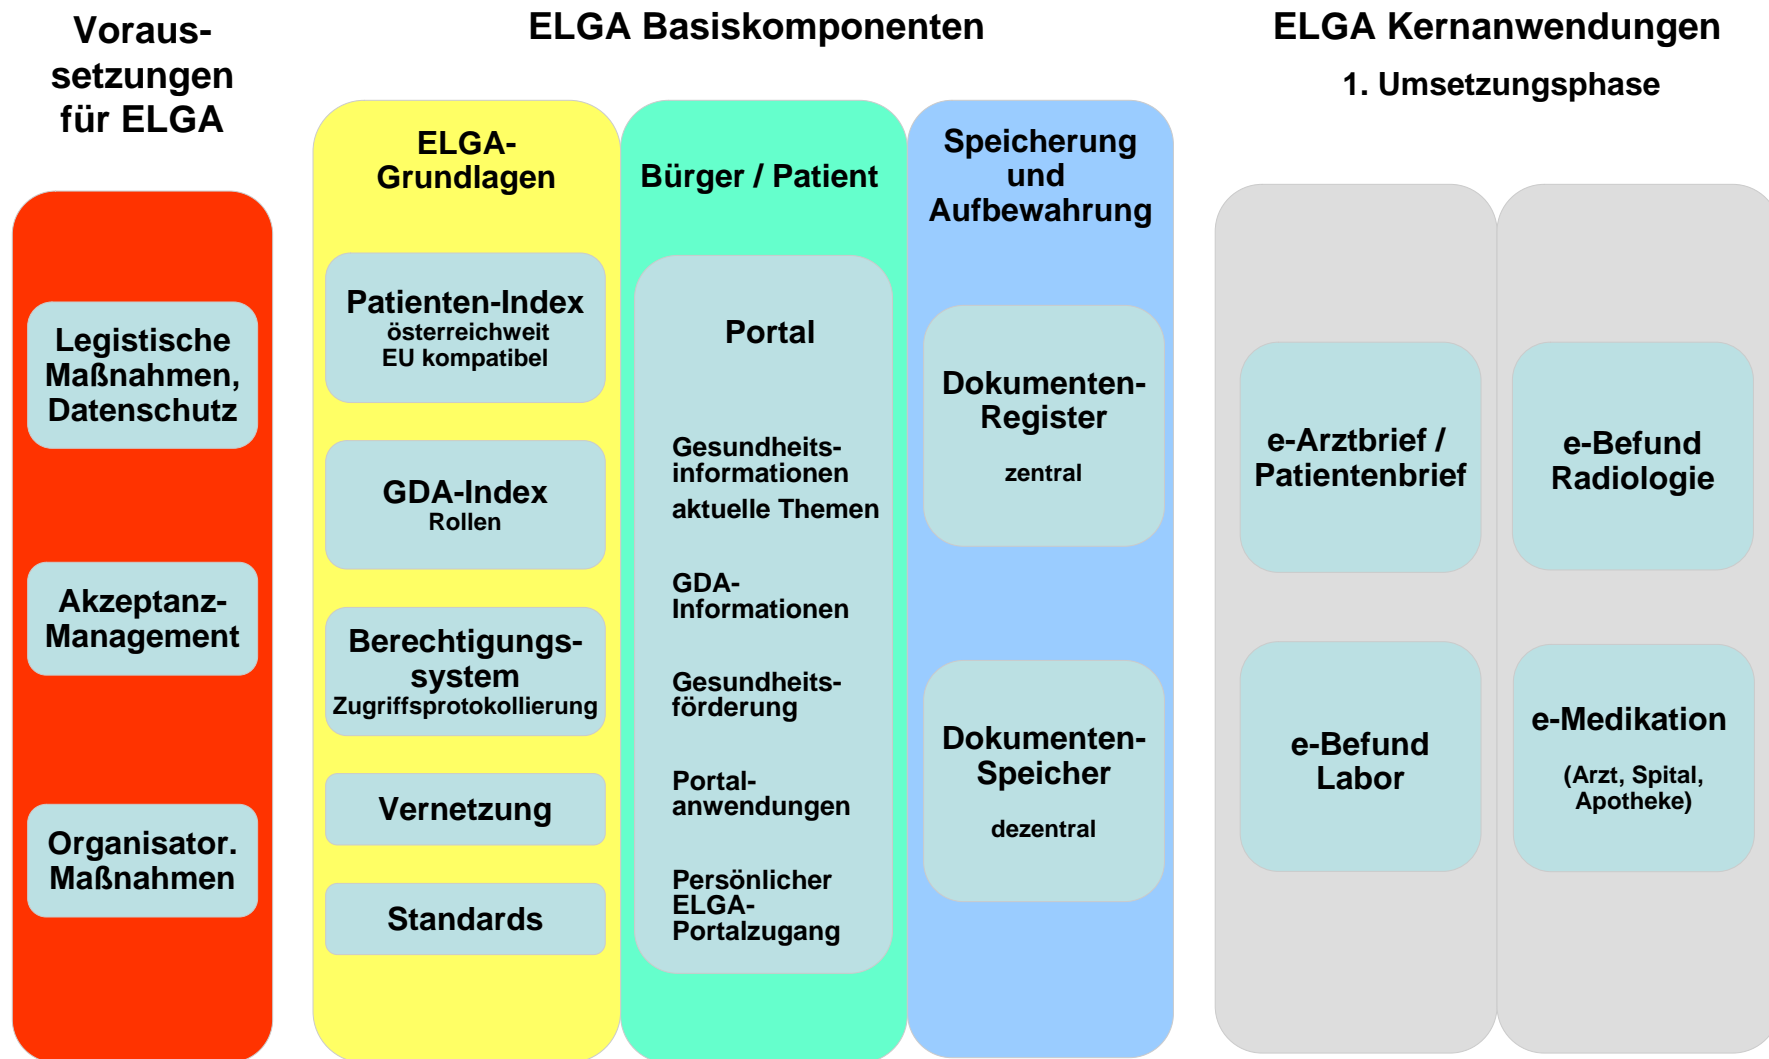 Voraus-
setzungen
für ELGA
Legistische
Maßnahmen,
Datenschutz
Akzeptanz-
Management
Organisator.
Maßnahmen
ELGA Basiskomponenten
ELGA-
Grundlagen
Patienten-Index
österreichweit
EU kompatibel
GDA-Index
Rollen
Berechtigungs-
system
Zugriffsprotokollierung
Vernetzung
Standards
Bürger / Patient
Portal
Gesundheits-
informationen
aktuelle Themen
GDA-
Informationen
Gesundheits-
förderung
Portal-
anwendungen
Persönlicher
ELGA-
Portalzugang
Speicherung
und
Aufbewahrung
Dokumenten-
Register
zentral
Dokumenten-
Speicher
dezentral
ELGA Kernanwendungen
1. Umsetzungsphase
e-Arztbrief /
Patientenbrief
e-Befund
Radiologie
e-Befund
Labor
e-Medikation
(Arzt, Spital,
Apotheke)